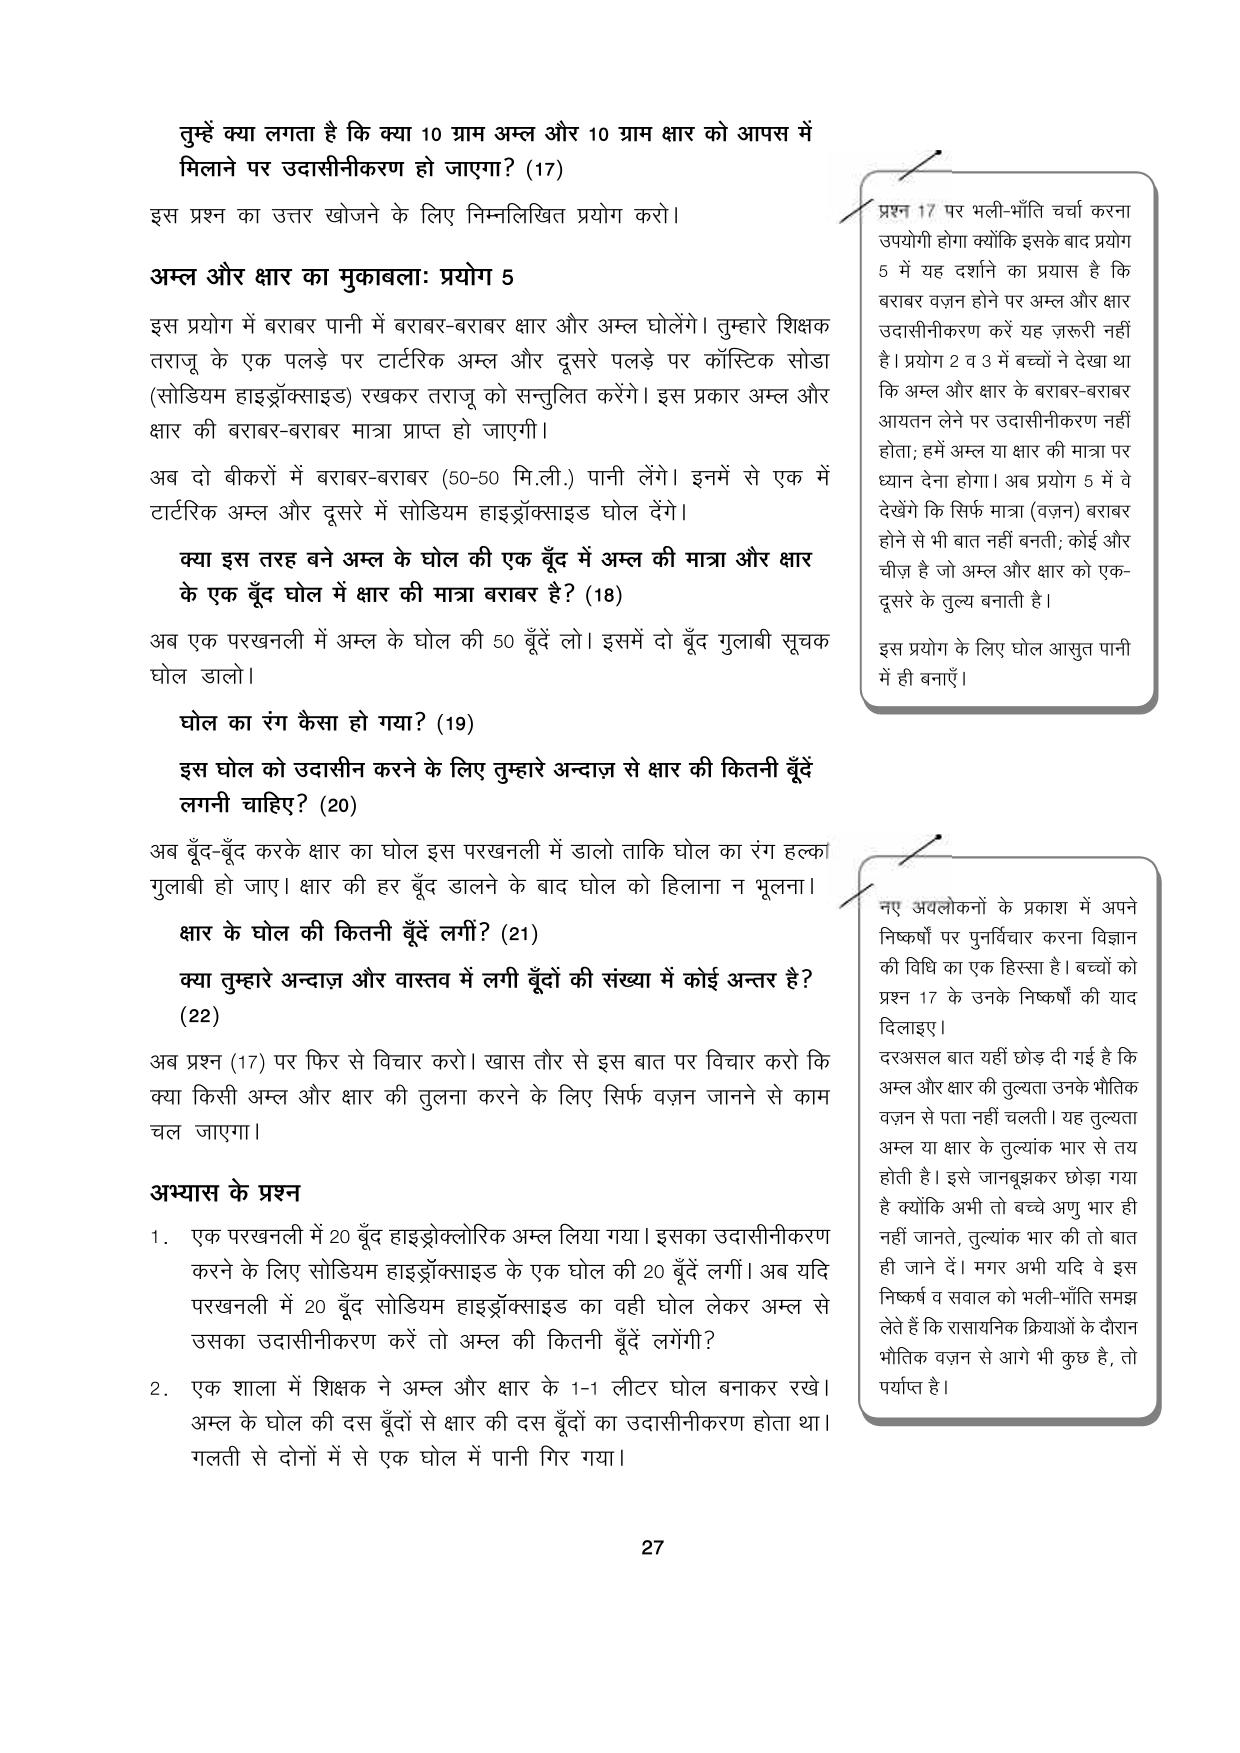 तुम्हें क्या लगता है कि क्या 10 ग्राम अम्ल और 10 ग्राम क्षार को आपस में
मिलाने पर उदासीनीकरण हो जाएगा? (17)
इस प्रश्न का उत्तर खोजने के लिए निम्नलिखित प्रयोग करो।
अम्ल और क्षार का मुकाबला: प्रयोग 5
इस प्रयोग में बराबर पानी में बराबर-बराबर क्षार और अम्ल घोलेंगे। तुम्हारे शिक्षक
तराजू के एक पलड़े पर टार्टरिक अम्ल और दूसरे पलड़े पर कॉस्टिक सोडा
(सोडियम हाइड्रॉक्साइड) रखकर तराजू को सन्तुलित करेंगे। इस प्रकार अम्ल और
क्षार की बराबर-बराबर मात्रा प्राप्त हो जाएगी।
अब दो बीकरों में बराबर-बराबर (50-50 मि.ली.) पानी लेंगे। इनमें से एक में
टार्टरिक अम्ल और दूसरे में सोडियम हाइड्रॉक्साइड घोल देंगे।
क्या इस तरह बने अम्ल के घोल की एक बूँद में अम्ल की मात्रा और क्षार
के एक बूँद घोल में क्षार की मात्रा बराबर है? (18)
अब एक परखनली में अम्ल के घोल की 50 बूँदें लो। इसमें दो बूँद गुलाबी सूचक
घोल डालो।
घोल का रंग कैसा हो गया? (19)
इस घोल को उदासीन करने के लिए तुम्हारे अन्दाज़ से क्षार की कितनी बूँदें
लगनी चाहिए? (20)
अब बूँद-बूँद करके क्षार का घोल इस परखनली में डालो ताकि घोल का रंग हल्का
गुलाबी हो जाए। क्षार की हर बूँद डालने के बाद घोल को हिलाना न भूलना।
क्षार के घोल की कितनी बूँदें लगीं? (21)
क्या तुम्हारे अन्दाज़ और वास्तव में लगी बूँदों की संख्या में कोई अन्तर है?
(22)
अब प्रश्न (17) पर फिर से विचार करो। खास तौर से इस बात पर विचार करो कि
क्या किसी अम्ल और क्षार की तुलना करने के लिए सिर्फ वज़न जानने से काम
चल जाएगा।
अभ्यास के प्रश्न
1. एक परखनली में 20 बूँद हाइड्रोक्लोरिक अम्ल लिया गया। इसका उदासीनीकरण
करने के लिए सोडियम हाइड्रॉक्साइड के एक घोल की 20 बूँदें लगीं। अब यदि
परखनली में 20 बूँद सोडियम हाइड्रॉक्साइड का वही घोल लेकर अम्ल से
उसका उदासीनीकरण करें तो अम्ल की कितनी बूँदें लगेंगी?
2. एक शाला में शिक्षक ने अम्ल और क्षार के 1-1 लीटर घोल बनाकर रखे।
अम्ल के घोल की दस बूँदों से क्षार की दस बूँदों का उदासीनीकरण होता था।
गलती से दोनों में से एक घोल में पानी गिर गया।
प्रश्न 17 पर भली-भाँति चर्चा करना
उपयोगी होगा क्योंकि इसके बाद प्रयोग
5 में यह दर्शाने का प्रयास है कि
बराबर वज़न होने पर अम्ल और क्षार
उदासीनीकरण करें यह ज़रूरी नहीं
है। प्रयोग 2 व 3 में बच्चों ने देखा था
कि अम्ल और क्षार के बराबर-बराबर
आयतन लेने पर उदासीनीकरण नहीं
होता; हमें अम्ल या क्षार की मात्रा पर
ध्यान देना होगा। अब प्रयोग 5 में वे
देखेंगे कि सिर्फ मात्रा (वज़न) बराबर
होने से भी बात नहीं बनती; कोई और
चीज़ है जो अम्ल और क्षार को एक-
दूसरे के तुल्य बनाती है।
इस प्रयोग के लिए घोल आसुत पानी
में ही बनाएँ।
नए अवलोकनों के प्रकाश में अपने
निष्कर्षों पर पुनर्विचार करना विज्ञान
की विधि का एक हिस्सा है। बच्चों को
प्रश्न 17 के उनके निष्कर्षों की याद
दिलाइए।
दरअसल बात यहीं छोड़ दी गई है कि
अम्ल और क्षार की तुल्यता उनके भौतिक
वज़न से पता नहीं चलती। यह तुल्यता
अम्ल या क्षार के तुल्यांक भार से तय
होती है। इसे जानबूझकर छोड़ा गया
है क्योंकि अभी तो बच्चे अणु भार ही
नहीं जानते, तुल्यांक भार की तो बात
ही जाने दें। मगर अभी यदि वे इस
निष्कर्ष व सवाल को भली-भाँति समझ
लेते हैं कि रासायनिक क्रियाओं के दौरान
भौतिक वज़न से आगे भी कुछ है, तो
पर्याप्त है।
27